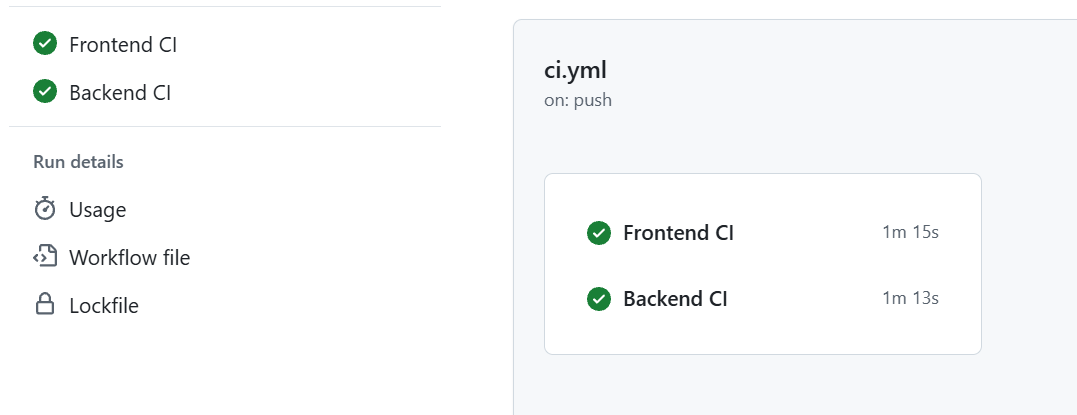 Frontend CI
Backend CI
Run details
Usage
Workflow file
Lockfile
ci.yml
on: push
Frontend CI 1m 15s
Backend CI 1m 13s